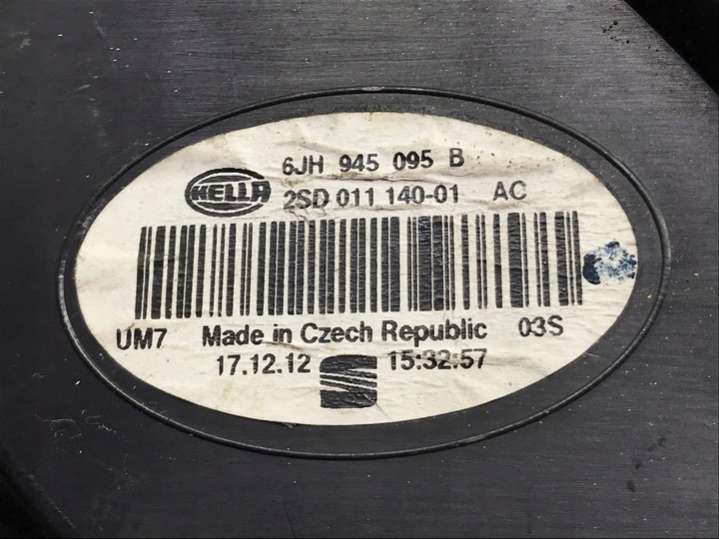 6JH 945 095 B
HELLA 2SD 011 140-01 AC
UM7 Made in Czech Republic 03S
17.12.12 15:32:57